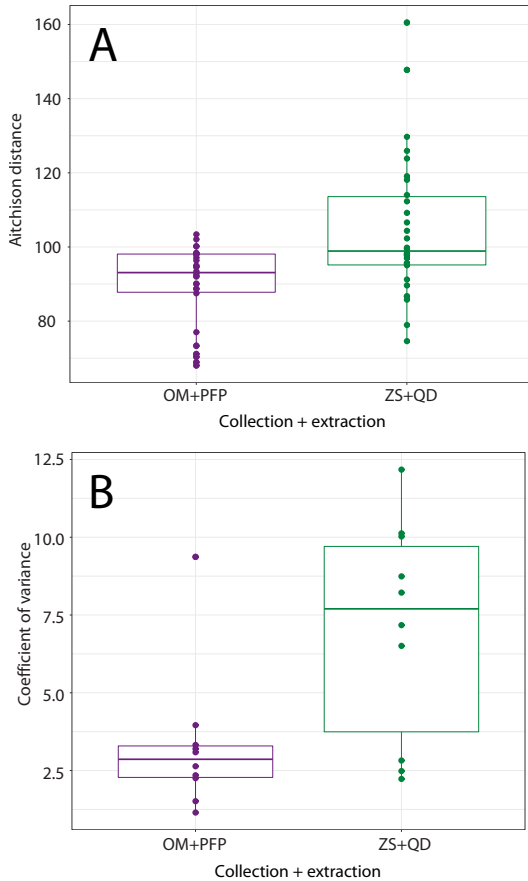 A
Aitchison distance
160
140
120
100
80
OM+PFP ZS+QD
Collection + extraction
B
Coefficient of variance
12.5
10.0
7.5
5.0
2.5
OM+PFP ZS+QD
Collection + extraction